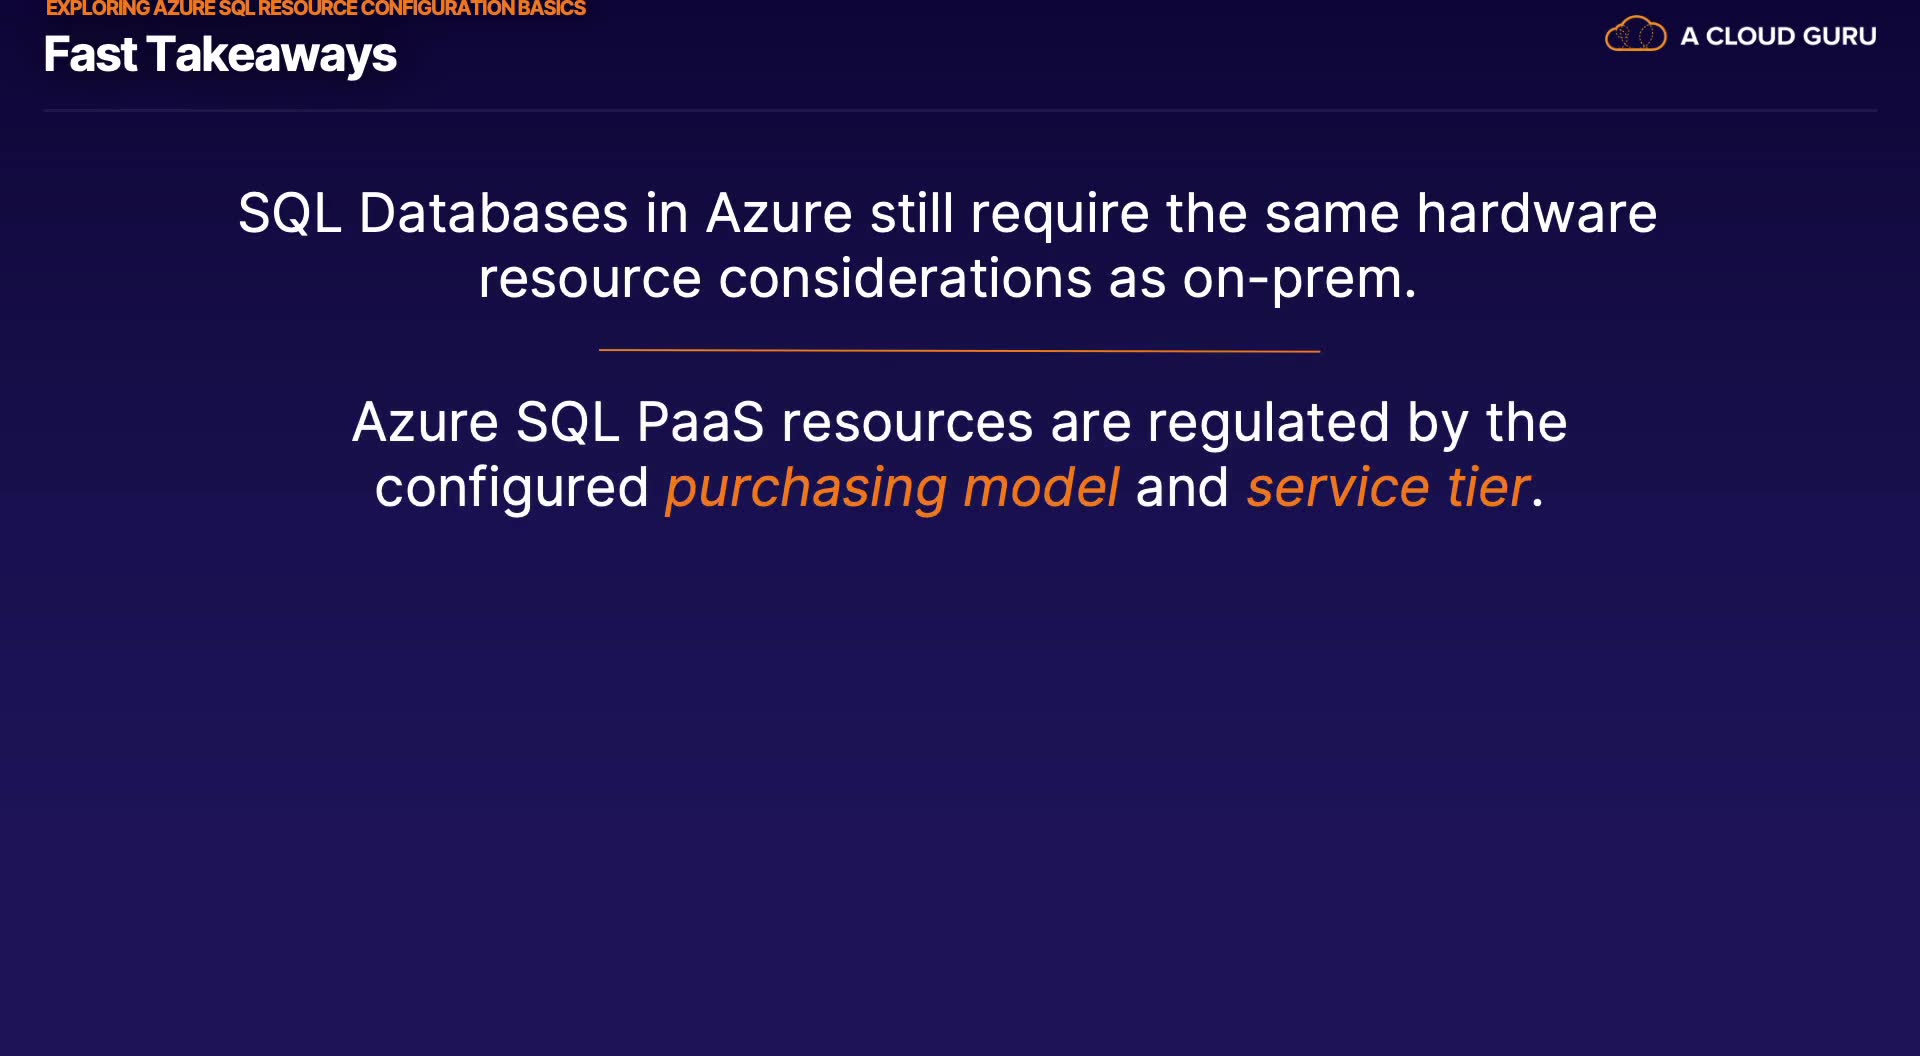 EXPLORING AZURE SQL RESOURCE CONFIGURATION BASICS
Fast Takeaways
A CLOUD GURU
SQL Databases in Azure still require the same hardware
resource considerations as on-prem.
Azure SQL PaaS resources are regulated by the
configured purchasing model and service tier.